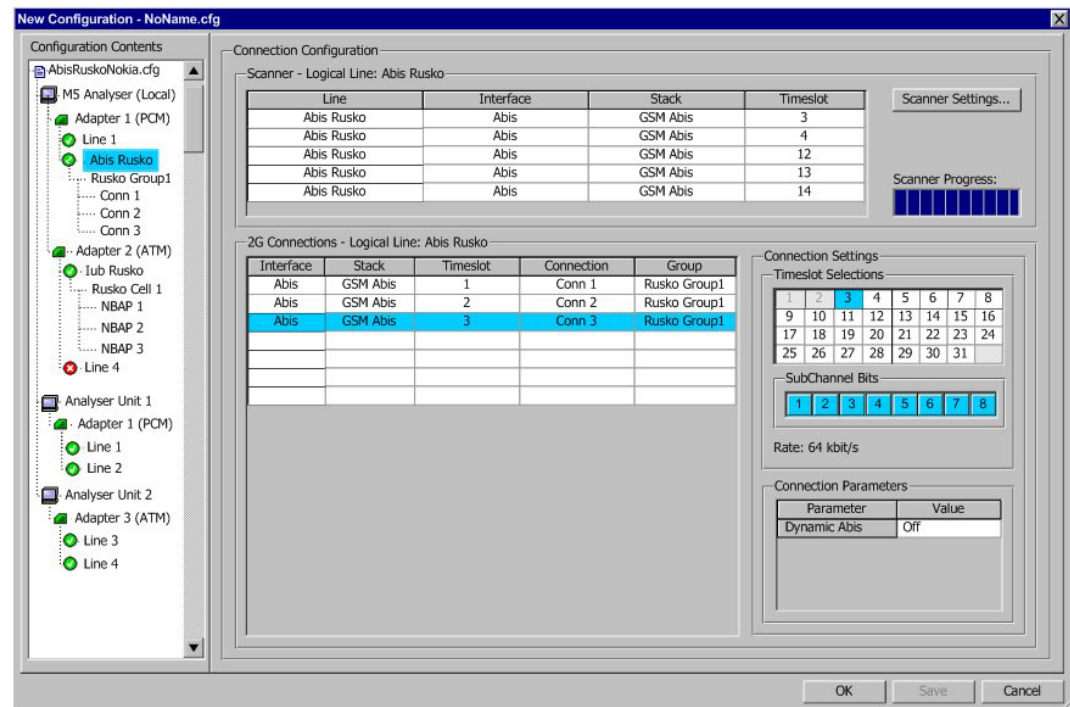 New Configuration - NoName.cfg
Configuration Contents
AbisRuskoNokia.cfg
M5 Analyser (Local)
Adapter 1 (PCM)
Line 1
Abis Rusko
Rusko Group1
Conn 1
Conn 2
Conn 3
Adapter 2 (ATM)
Iub Rusko
Rusko Cell 1
NBAP 1
NBAP 2
NBAP 3
Line 4
Analyser Unit 1
Adapter 1 (PCM)
Line 1
Line 2
Analyser Unit 2
Adapter 3 (ATM)
Line 3
Line 4
Connection Configuration
Scanner - Logical Line: Abis Rusko
Line Interface Stack Timeslot
Abis Rusko Abis GSM Abis 3
Abis Rusko Abis GSM Abis 4
Abis Rusko Abis GSM Abis 12
Abis Rusko Abis GSM Abis 13
Abis Rusko Abis GSM Abis 14
Scanner Settings...
Scanner Progress:
2G Connections - Logical Line: Abis Rusko
Interface Stack Timeslot Connection Group
Abis GSM Abis 1 Conn 1 Rusko Group1
Abis GSM Abis 2 Conn 2 Rusko Group1
Abis GSM Abis 3 Conn 3 Rusko Group1
Connection Settings
Timeslot Selections
1 2 3 4 5 6 7 8
9 10 11 12 13 14 15 16
17 18 19 20 21 22 23 24
25 26 27 28 29 30 31
SubChannel Bits
1 2 3 4 5 6 7 8
Rate: 64 kbit/s
Connection Parameters
Parameter Value
Dynamic Abis Off
OK Save Cancel